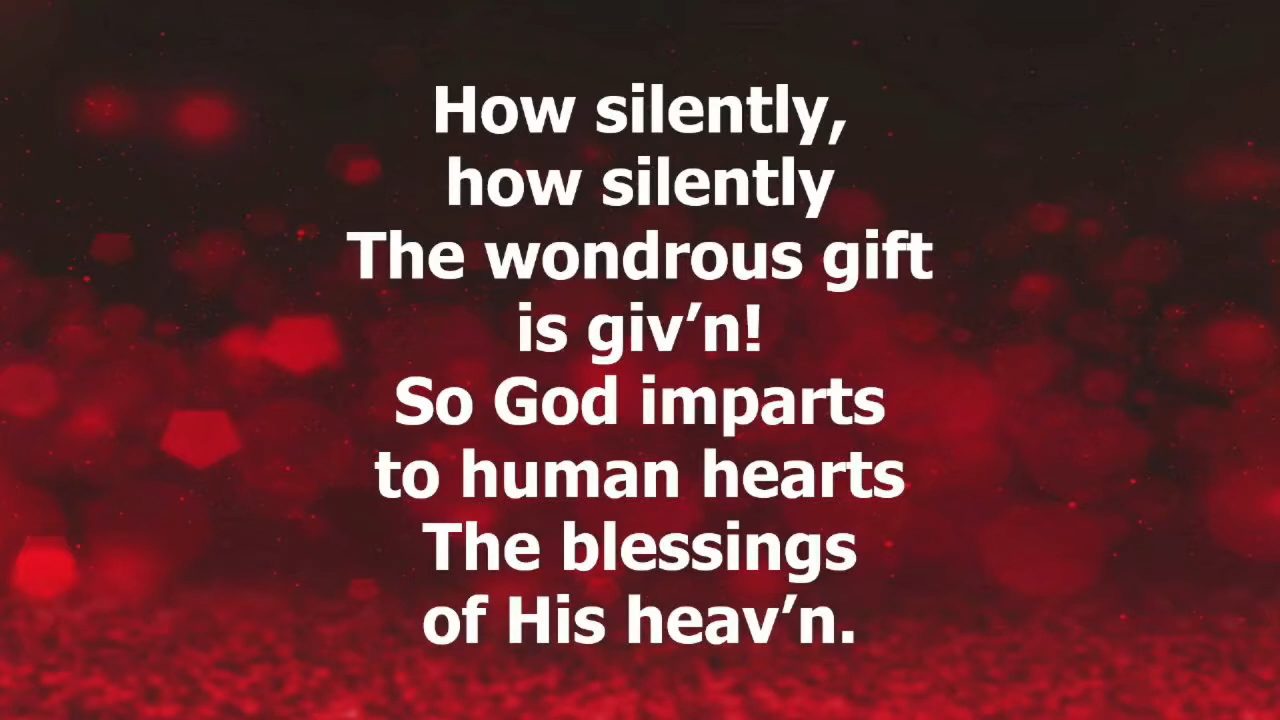 How silently,
how silently
The wondrous gift
is giv’n!
So God imparts
to human hearts
The blessings
of His heav’n.